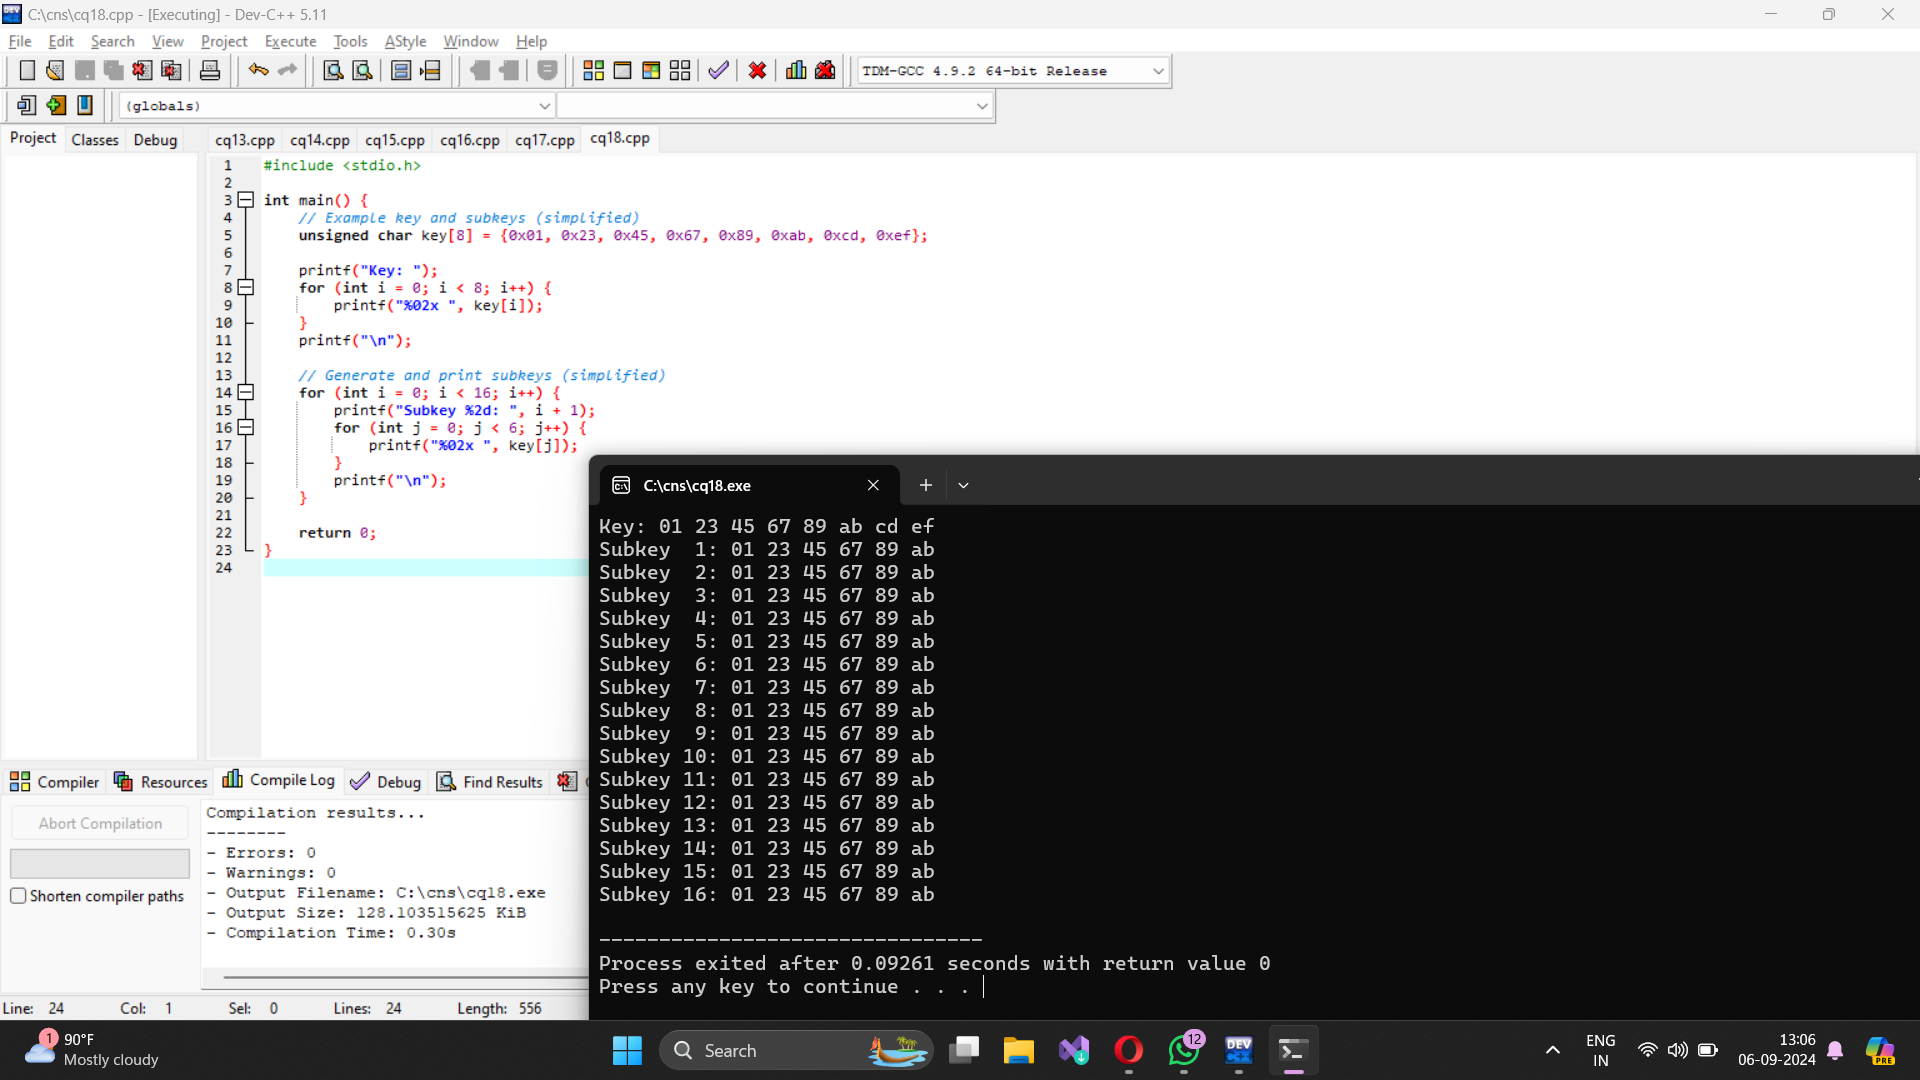 C:\cns\cq18.cpp - [Executing] - Dev-C++ 5.11
File Edit Search View Project Execute Tools AStyle Window Help
TDM-GCC 4.9.2 64-bit Release
(globals)
Project Classes Debug
cq13.cpp cq14.cpp cq15.cpp cq16.cpp cq17.cpp cq18.cpp
1 #include <stdio.h>
2
3 int main() {
4 // Example key and subkeys (simplified)
5 unsigned char key[8] = {0x01, 0x23, 0x45, 0x67, 0x89, 0xab, 0xcd, 0xef};
6
7 printf("Key: ");
8 for (int i = 0; i < 8; i++) {
9 printf("%02x ", key[i]);
10 }
11 printf("\n");
12
13 // Generate and print subkeys (simplified)
14 for (int i = 0; i < 16; i++) {
15 printf("Subkey %2d: ", i + 1);
16 for (int j = 0; j < 6; j++) {
17 printf("%02x ", key[j]);
18 }
19 printf("\n");
20 }
21
22 return 0;
23 }
24
C:\cns\cq18.exe
Key: 01 23 45 67 89 ab cd ef
Subkey  1: 01 23 45 67 89 ab
Subkey  2: 01 23 45 67 89 ab
Subkey  3: 01 23 45 67 89 ab
Subkey  4: 01 23 45 67 89 ab
Subkey  5: 01 23 45 67 89 ab
Subkey  6: 01 23 45 67 89 ab
Subkey  7: 01 23 45 67 89 ab
Subkey  8: 01 23 45 67 89 ab
Subkey  9: 01 23 45 67 89 ab
Subkey 10: 01 23 45 67 89 ab
Subkey 11: 01 23 45 67 89 ab
Subkey 12: 01 23 45 67 89 ab
Subkey 13: 01 23 45 67 89 ab
Subkey 14: 01 23 45 67 89 ab
Subkey 15: 01 23 45 67 89 ab
Subkey 16: 01 23 45 67 89 ab
--------------------------------
Process exited after 0.09261 seconds with return value 0
Press any key to continue . . .
Compiler Resources Compile Log Debug Find Results
Abort Compilation
Shorten compiler paths
Compilation results...
--------
- Errors: 0
- Warnings: 0
- Output Filename: C:\cns\cq18.exe
- Output Size: 128.103515625 KiB
- Compilation Time: 0.30s
Line: 24 Col: 1 Sel: 0 Lines: 24 Length: 556
1
90°F
Mostly cloudy
Search
12
DEV
ENG
IN
13:06
06-09-2024
PRE